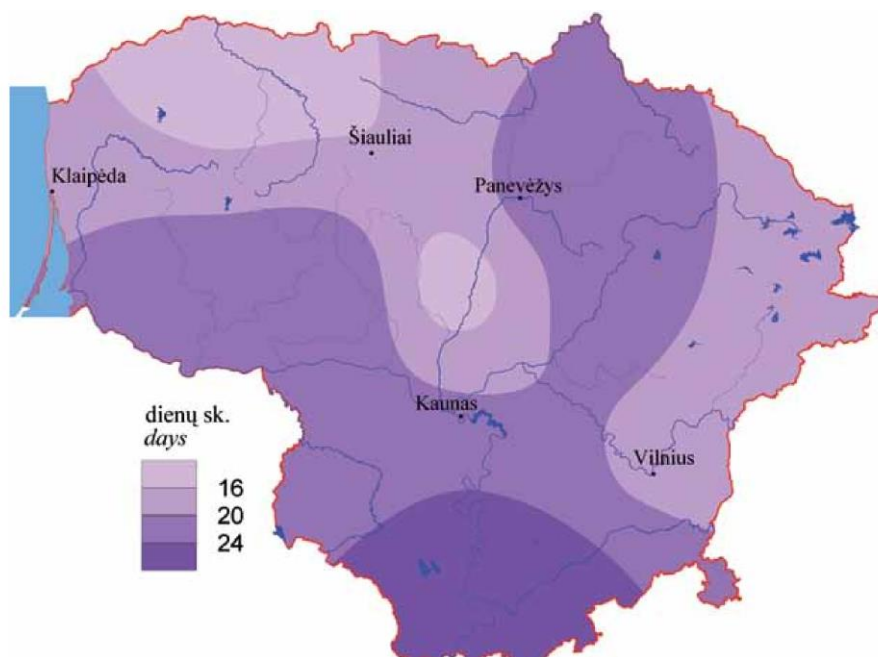 Šiauliai
Klaipėda
Panevėžys
Kaunas
Vilnius
dienų sk.
days
16
20
24